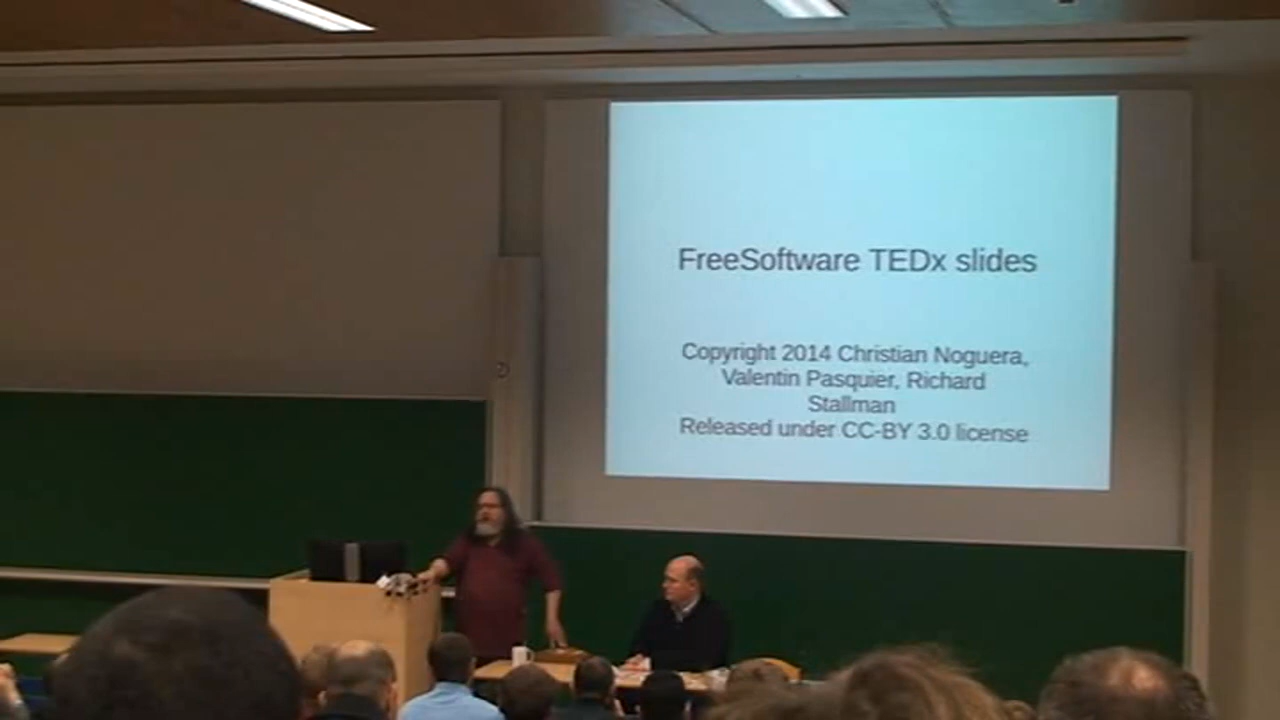 FreeSoftware TEDx slides
Copyright 2014 Christian Noguera,
Valentin Pasquier, Richard
Stallman
Released under CC-BY 3.0 license